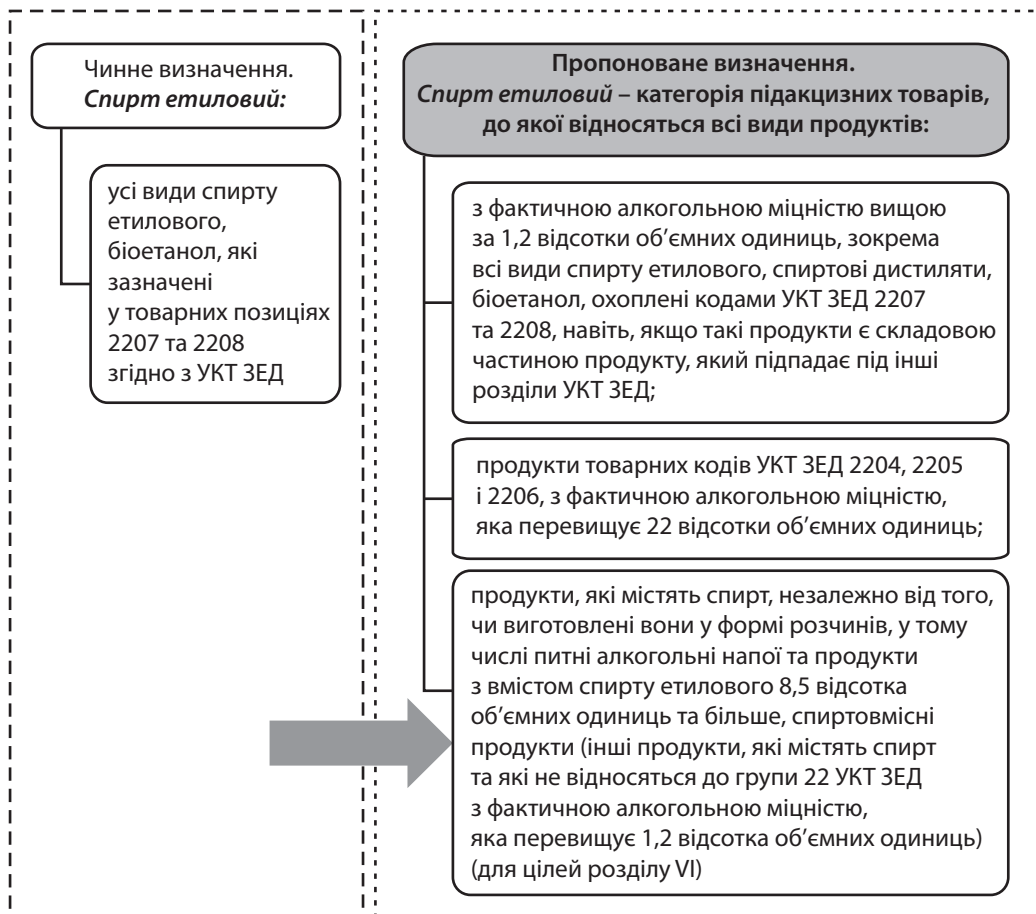 Чинне визначення.
Спирт етиловий:
усі види спирту
етилового,
біоетанол, які
зазначені
у товарних позиціях
2207 та 2208
згідно з УКТ ЗЕД
Пропоноване визначення.
Спирт етиловий – категорія підакцизних товарів,
до якої відносяться всі види продуктів:
з фактичною алкогольною міцністю вищою
за 1,2 відсотки об’ємних одиниць, зокрема
всі види спирту етилового, спиртові дистиляти,
біоетанол, охоплені кодами УКТ ЗЕД 2207
та 2208, навіть, якщо такі продукти є складовою
частиною продукту, який підпадає під інші
розділи УКТ ЗЕД;
продукти товарних кодів УКТ ЗЕД 2204, 2205
і 2206, з фактичною алкогольною міцністю,
яка перевищує 22 відсотки об’ємних одиниць;
продукти, які містять спирт, незалежно від того,
чи виготовлені вони у формі розчинів, у тому
числі питні алкогольні напої та продукти
з вмістом спирту етилового 8,5 відсотка
об’ємних одиниць та більше, спиртовмісні
продукти (інші продукти, які містять спирт
та які не відносяться до групи 22 УКТ ЗЕД
з фактичною алкогольною міцністю,
яка перевищує 1,2 відсотка об’ємних одиниць)
(для цілей розділу VI)